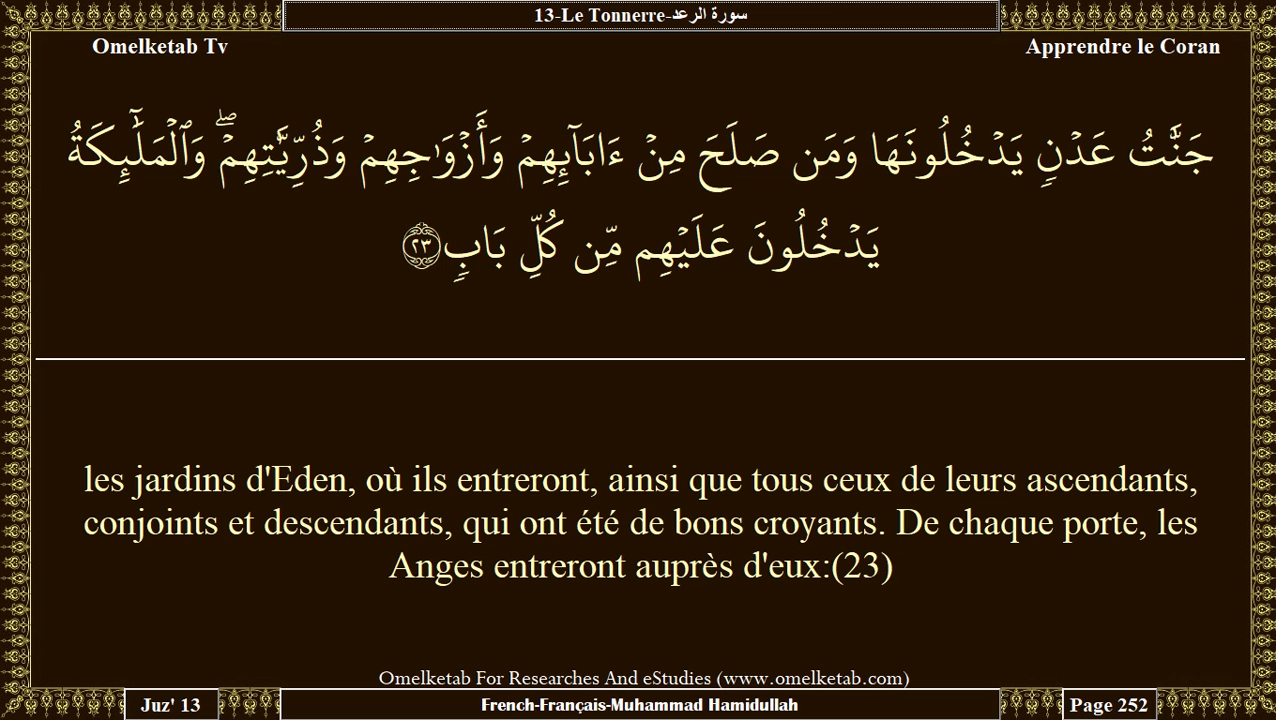 13-Le Tonnerre-سورة الرعد
Omelketab Tv
Apprendre le Coran
جَنَّٰتُ عَدۡنٖ يَدۡخُلُونَهَا وَمَن صَلَحَ مِنۡ ءَابَآئِهِمۡ وَأَزۡوَٰجِهِمۡ وَذُرِّيَّٰتِهِمۡۖ وَٱلۡمَلَٰٓئِكَةُ
يَدۡخُلُونَ عَلَيۡهِم مِّن كُلِّ بَابٖ ٢٣
les jardins d'Eden, où ils entreront, ainsi que tous ceux de leurs ascendants,
conjoints et descendants, qui ont été de bons croyants. De chaque porte, les
Anges entreront auprès d'eux:(23)
Omelketab For Researches And eStudies (www.omelketab.com)
Juz' 13
French-Français-Muhammad Hamidullah
Page 252